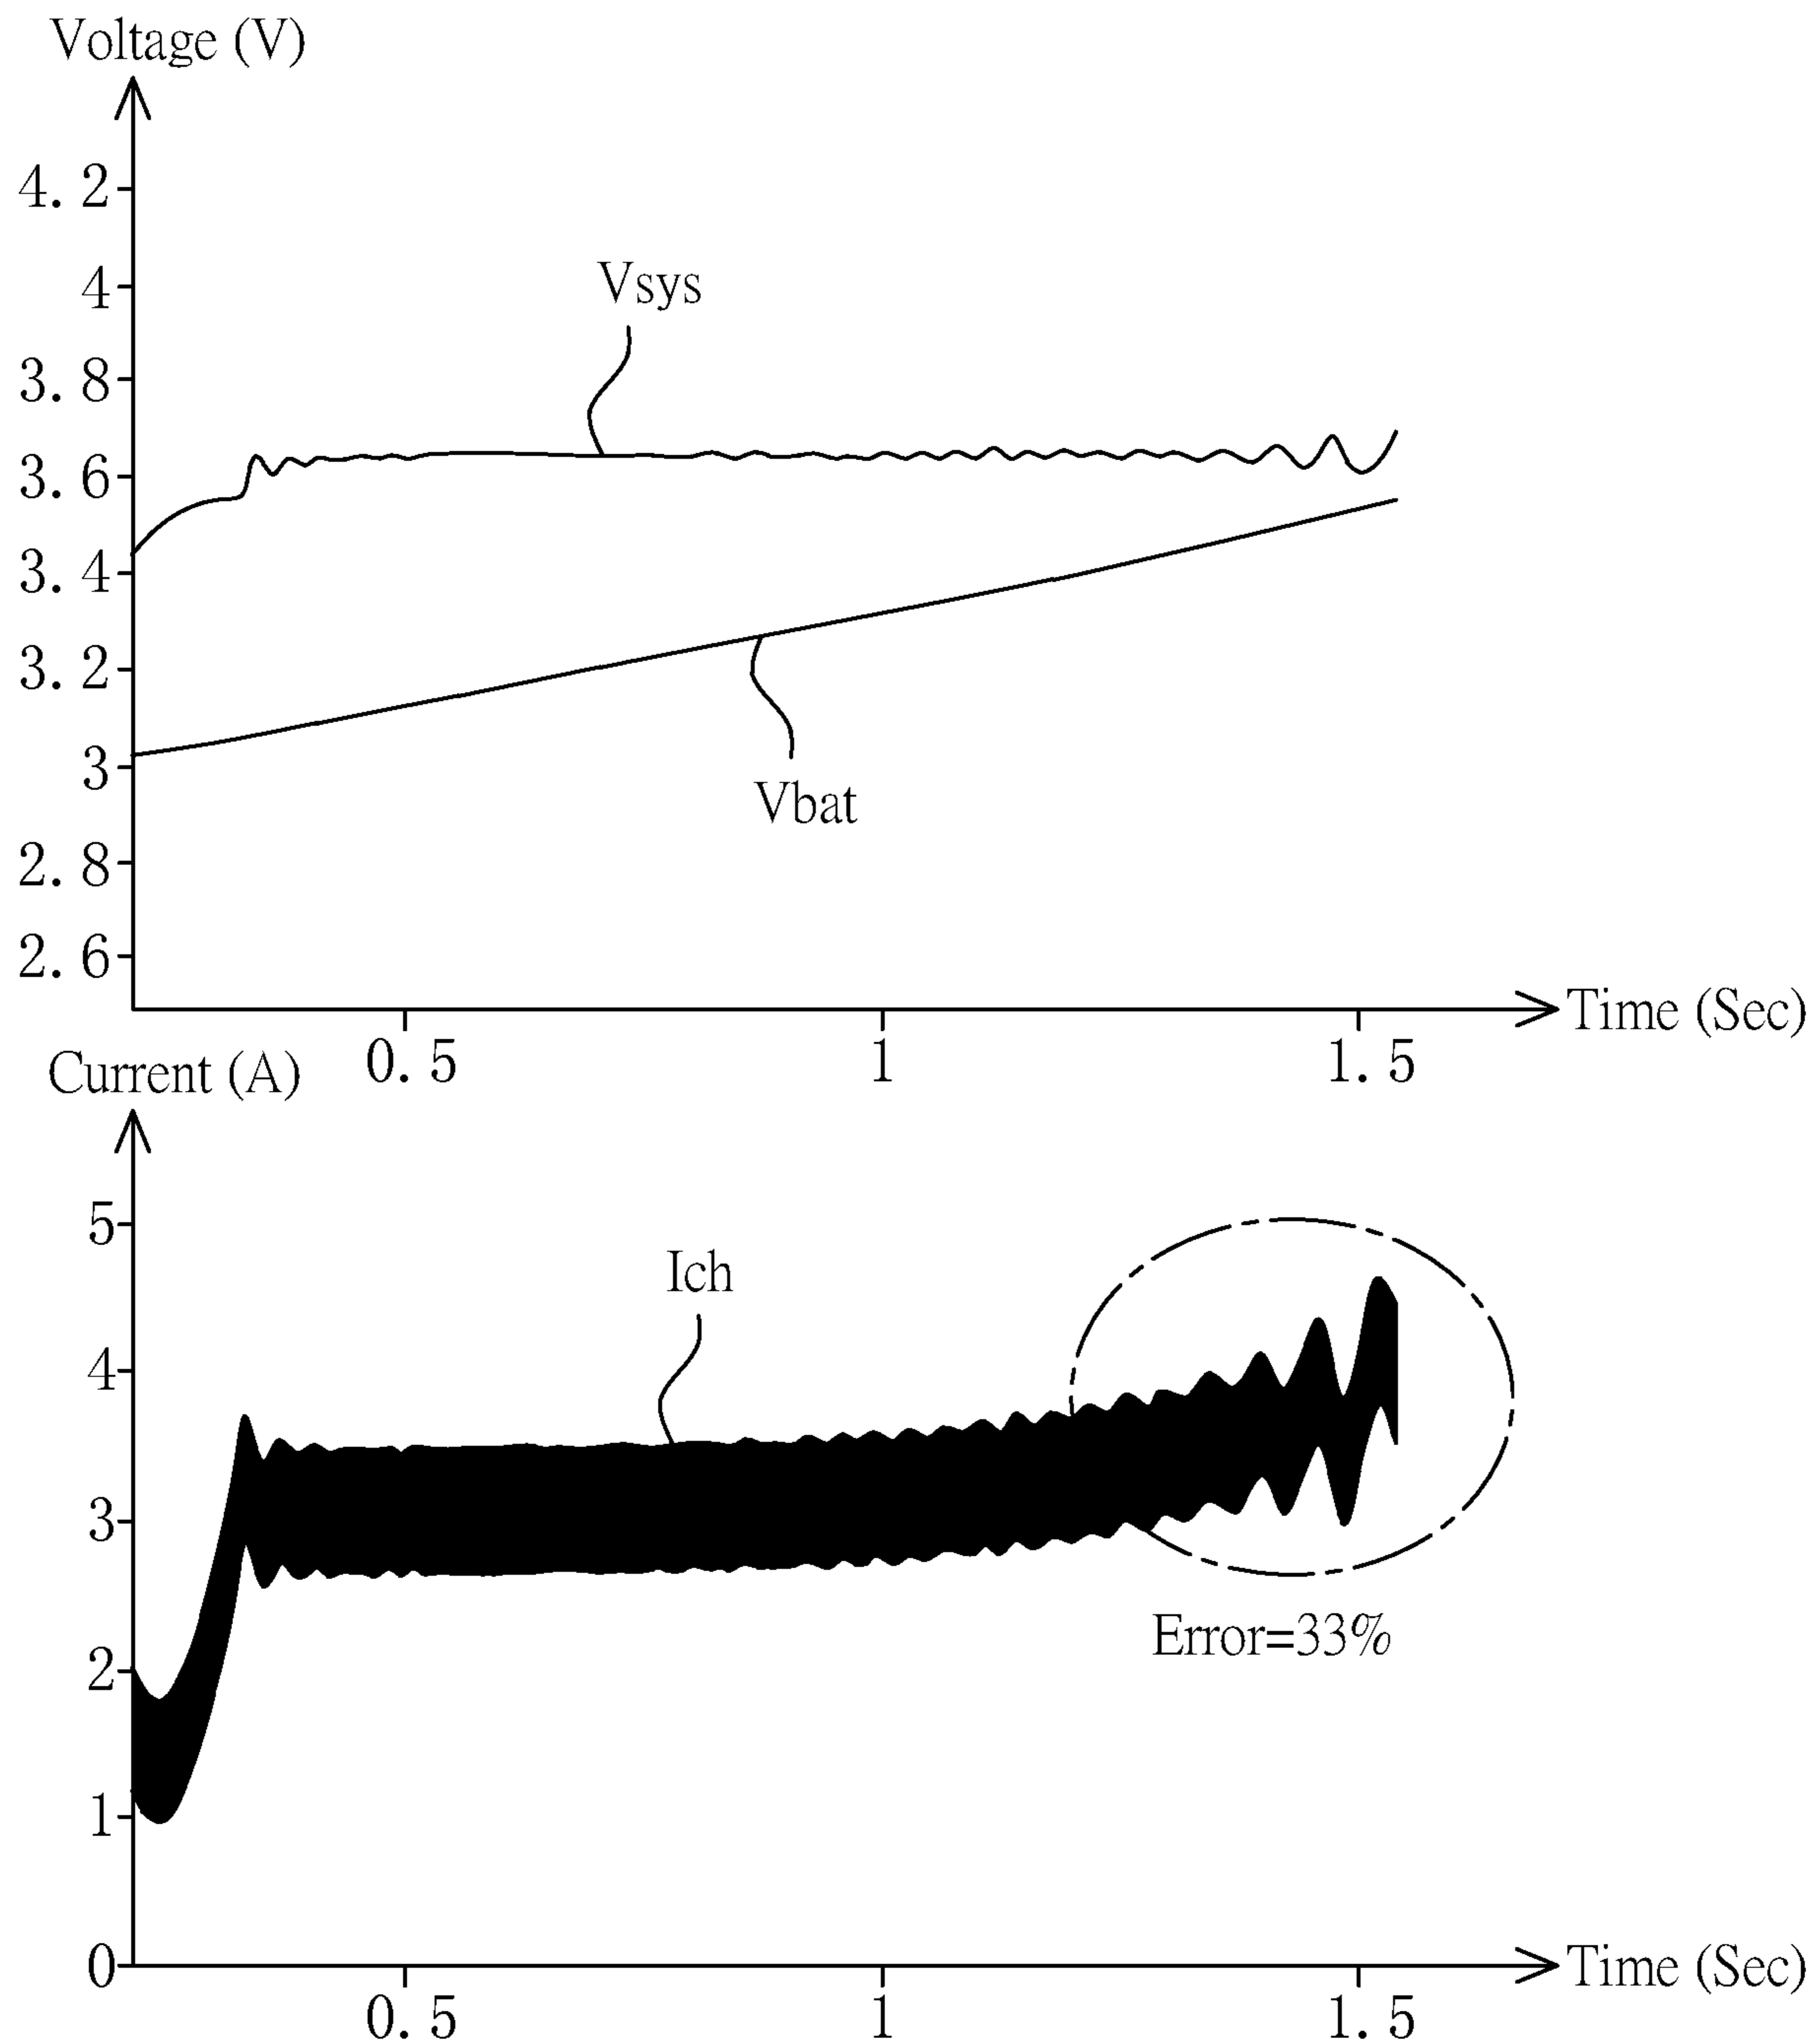 Voltage (V)
4. 2
4
Vsys
3. 8
3. 6
3. 4
3. 2
3
Vbat
2. 8
2. 6
Time (Sec)
0. 5
1
1. 5
Current (A)
5
Ich
4
3
Error=33%
2
1
0
Time (Sec)
0. 5
1
1. 5